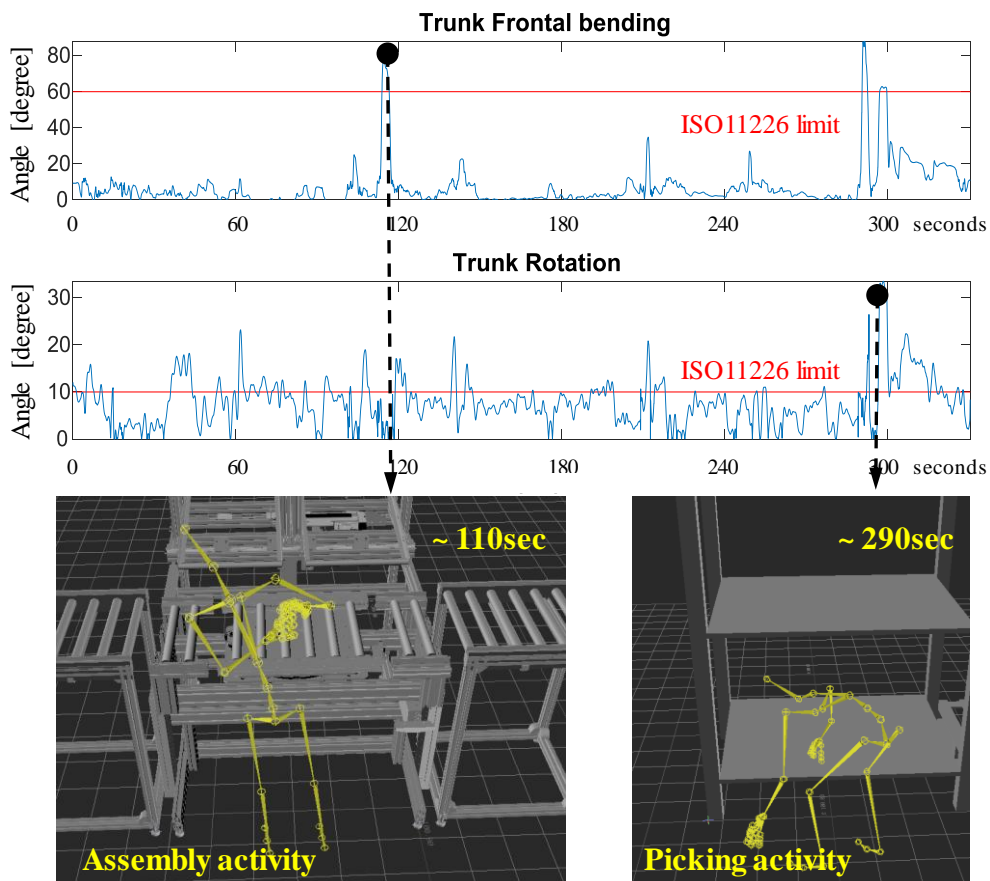 Trunk Frontal bending
Angle [degree]
80
60
40
20
0
ISO11226 limit
0 60 120 180 240 300 seconds
Trunk Rotation
Angle [degree]
30
20
10
0
ISO11226 limit
0 60 120 180 240 300 seconds
~ 110sec
~ 290sec
Assembly activity
Picking activity